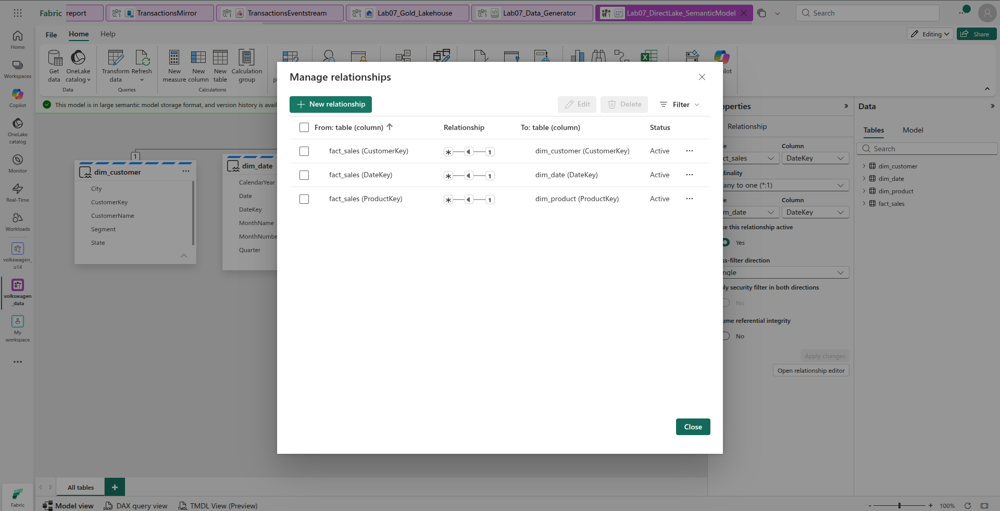 Fabric
report
TransactionsMirror
TransactionsEventstream
Lab07_Gold_Lakehouse
Lab07_Data_Generator
Lab07_DirectLake_SemanticModel
Search
File
Home
Help
Editing
Share
Home
Workspaces
Copilot
OneLake
catalog
Monitor
Real-Time
Workloads
volkswagen_
u14
volkswagen
_data
My
workspace
Fabric
Get
data
OneLake
catalog
Data
Transform
data
Refresh
Queries
New
measure
New
column
New
table
Calculation
group
Calculations
This model is in large semantic model storage format, and version history is avail
1
dim_customer
City
CustomerKey
CustomerName
Segment
State
dim_date
CalendarYear
Date
DateKey
MonthName
MonthNumbe
Quarter
Manage relationships
New relationship
Edit
Delete
Filter
From: table (column)
Relationship
To: table (column)
Status
fact_sales (CustomerKey)
* 1
dim_customer (CustomerKey)
Active
fact_sales (DateKey)
* 1
dim_date (DateKey)
Active
fact_sales (ProductKey)
* 1
dim_product (ProductKey)
Active
Close
operties
Relationship
le
Column
ct_sales
DateKey
dinality
any to one (*:1)
le
Column
m_date
DateKey
ke this relationship active
Yes
ss-filter direction
ngle
ly security filter in both directions
No
ume referential integrity
No
Apply changes
Open relationship editor
Data
Tables
Model
Search
dim_customer
dim_date
dim_product
fact_sales
All tables
Model view
DAX query view
TMDL View (Preview)
- + 100%